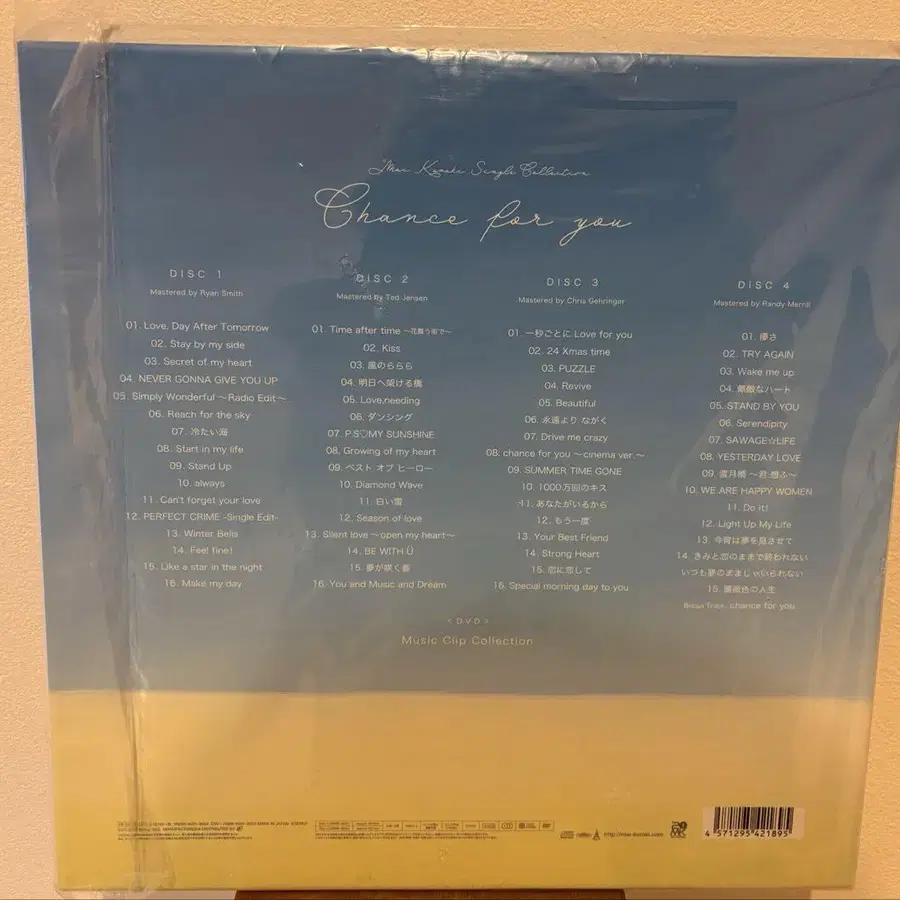 Mai Kuraki Single Collection
Chance for you
DISC 1
Mastered by Ryan Smith
01. Love, Day After Tomorrow
02. Stay by my side
03. Secret of my heart
04. NEVER GONNA GIVE YOU UP
05. Simply Wonderful ～Radio Edit～
06. Reach for the sky
07. 冷たい海
08. Start in my life
09. Stand Up
10. always
11. Can't forget your love
12. PERFECT CRIME -Single Edit-
13. Winter Bells
14. Feel fine!
15. Like a star in the night
16. Make my day
DISC 2
Mastered by Ted Jensen
01. Time after time ～花舞う街で～
02. Kiss
03.風のららら
04. 明日へ架ける橋
05. Love,needing
06. ダンシング
07. P.S♡MY SUNSHINE
08. Growing of my heart
09. ベスト オブ ヒーロー
10. Diamond Wave
11. 白い雪
12. Season of love
13. Silent love ～open my heart～
14. BE WITH U
15. 夢が咲く春
16. You and Music and Dream
DISC 3
Mastered by Chris Gehringer
01. 一秒ごとに Love for you
02. 24 Xmas time
03. PUZZLE
04. Revive
05. Beautiful
06. 永遠より ながく
07. Drive me crazy
08. chance for you ～cinema ver.～
09. SUMMER TIME GONE
10. 1000万回のキス
11. あなたがいるから
12. もう一度
13. Your Best Friend
14. Strong Heart
15. 恋に恋して
16. Special morning day to you
DISC 4
Mastered by Randy Merrill
01. 儚さ
02. TRY AGAIN
03. Wake me up
04. 無敵なハート
05. STAND BY YOU
06. Serendipity
07. SAWAGE☆LIFE
08. YESTERDAY LOVE
09. 渡月橋 ～君 想ふ～
10. WE ARE HAPPY WOMEN
11. Do it!
12. Light Up My Life
13. 今宵は夢を見させて
14. きみと恋のままで終われない
いつも夢のままじゃいられない
15. 薔薇色の人生
Bonus Track. chance for you
<DVD>
Music Clip Collection
http://mai-kuraki.com
4 571295 421895